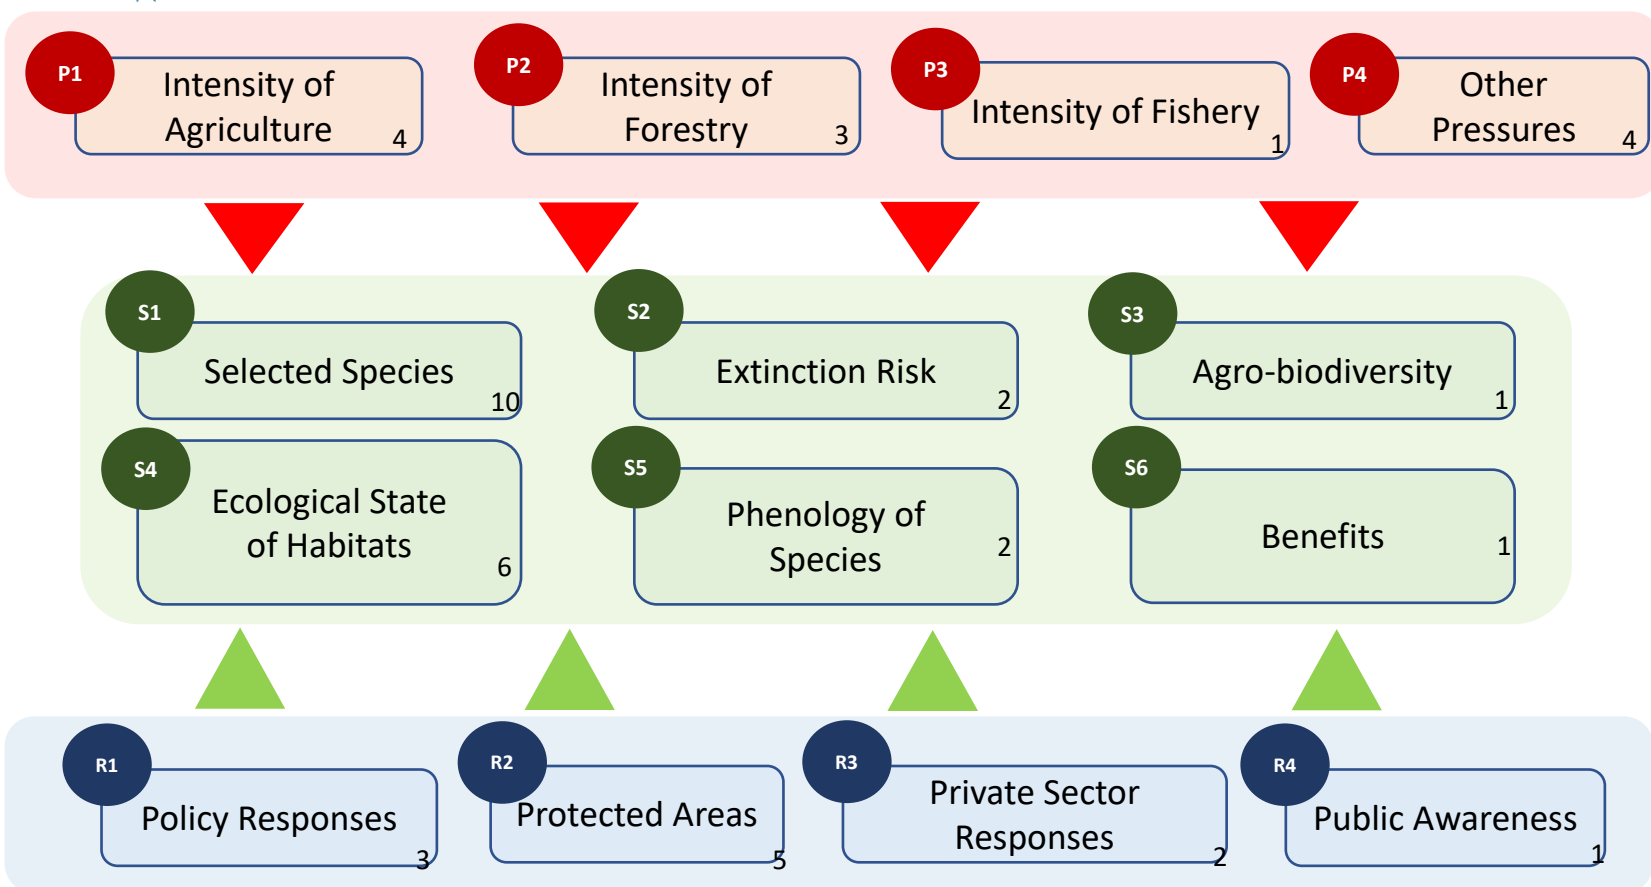 P1
Intensity of
Agriculture
4
P2
Intensity of
Forestry
3
P3
Intensity of Fishery
1
P4
Other
Pressures
4
S1
Selected Species
10
S2
Extinction Risk
2
S3
Agro-biodiversity
1
S4
Ecological State
of Habitats
6
S5
Phenology of
Species
2
S6
Benefits
1
R1
Policy Responses
3
R2
Protected Areas
5
R3
Private Sector
Responses
2
R4
Public Awareness
1